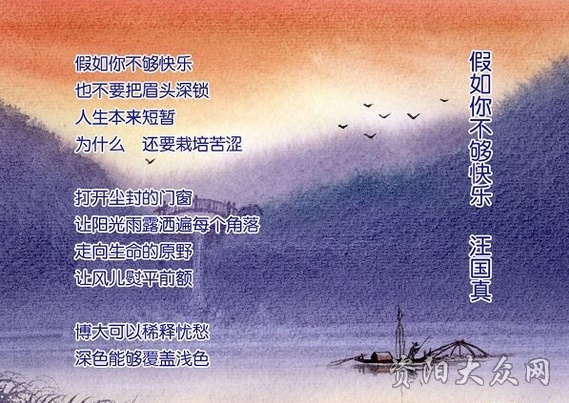 假如你不够快乐
也不要把眉头深锁
人生本来短暂
为什么　还要栽培苦涩
打开尘封的门窗
让阳光雨露洒遍每个角落
走向生命的原野
让风儿熨平前额
博大可以稀释忧愁
深色能够覆盖浅色
假如你不够快乐　汪国真
资阳大众网